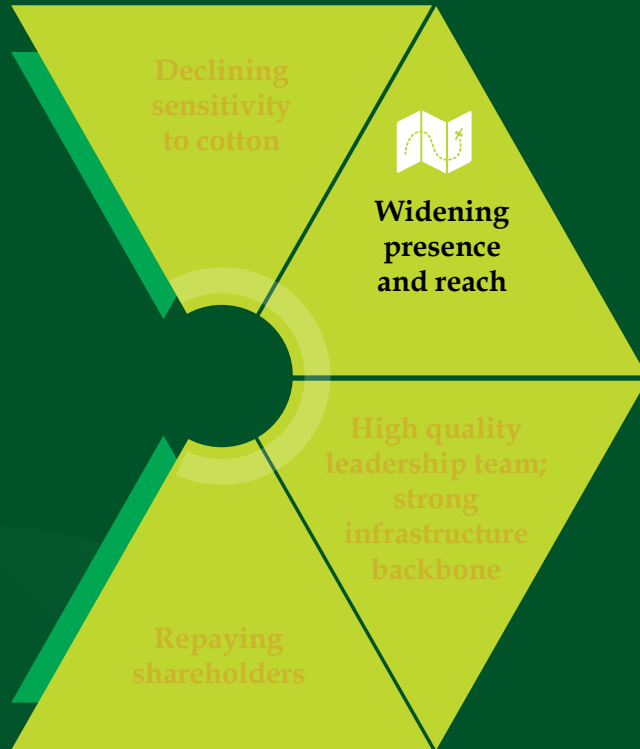 Declining
sensitivity
to cotton
Widening
presence
and reach
High quality
leadership team;
strong
infrastructure
backbone
Repaying
shareholders